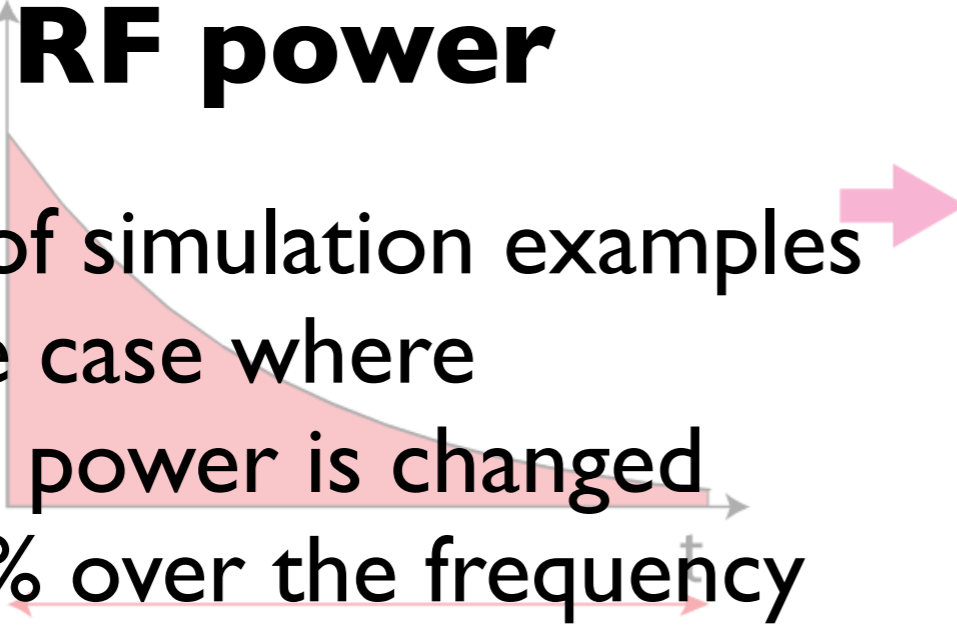 RF power
of simulation examples
case where
power is changed
% over the frequency
t